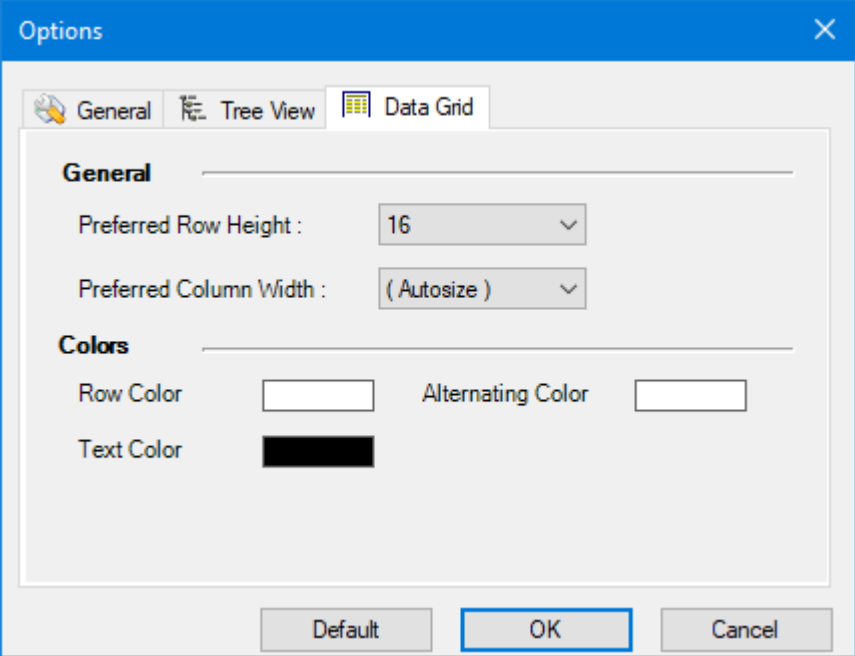 Options
General Tree View Data Grid
General
Preferred Row Height : 16
Preferred Column Width : ( Autosize )
Colors
Row Color Alternating Color
Text Color
Default OK Cancel